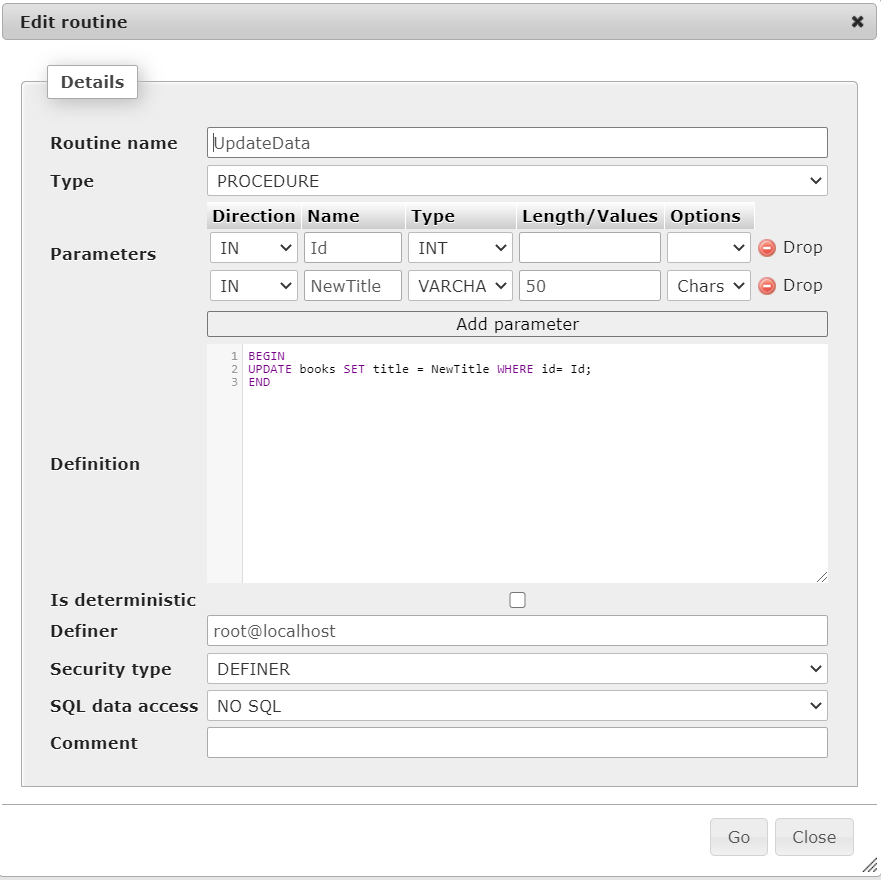 Edit routine
Details
Routine name UpdateData
Type PROCEDURE
Direction Name Type Length/Values Options
Parameters
IN Id INT Drop
IN NewTitle VARCHA 50 Chars Drop
Add parameter
1 BEGIN
2 UPDATE books SET title = NewTitle WHERE id= Id;
3 END
Definition
Is deterministic
Definer root@localhost
Security type DEFINER
SQL data access NO SQL
Comment
Go Close